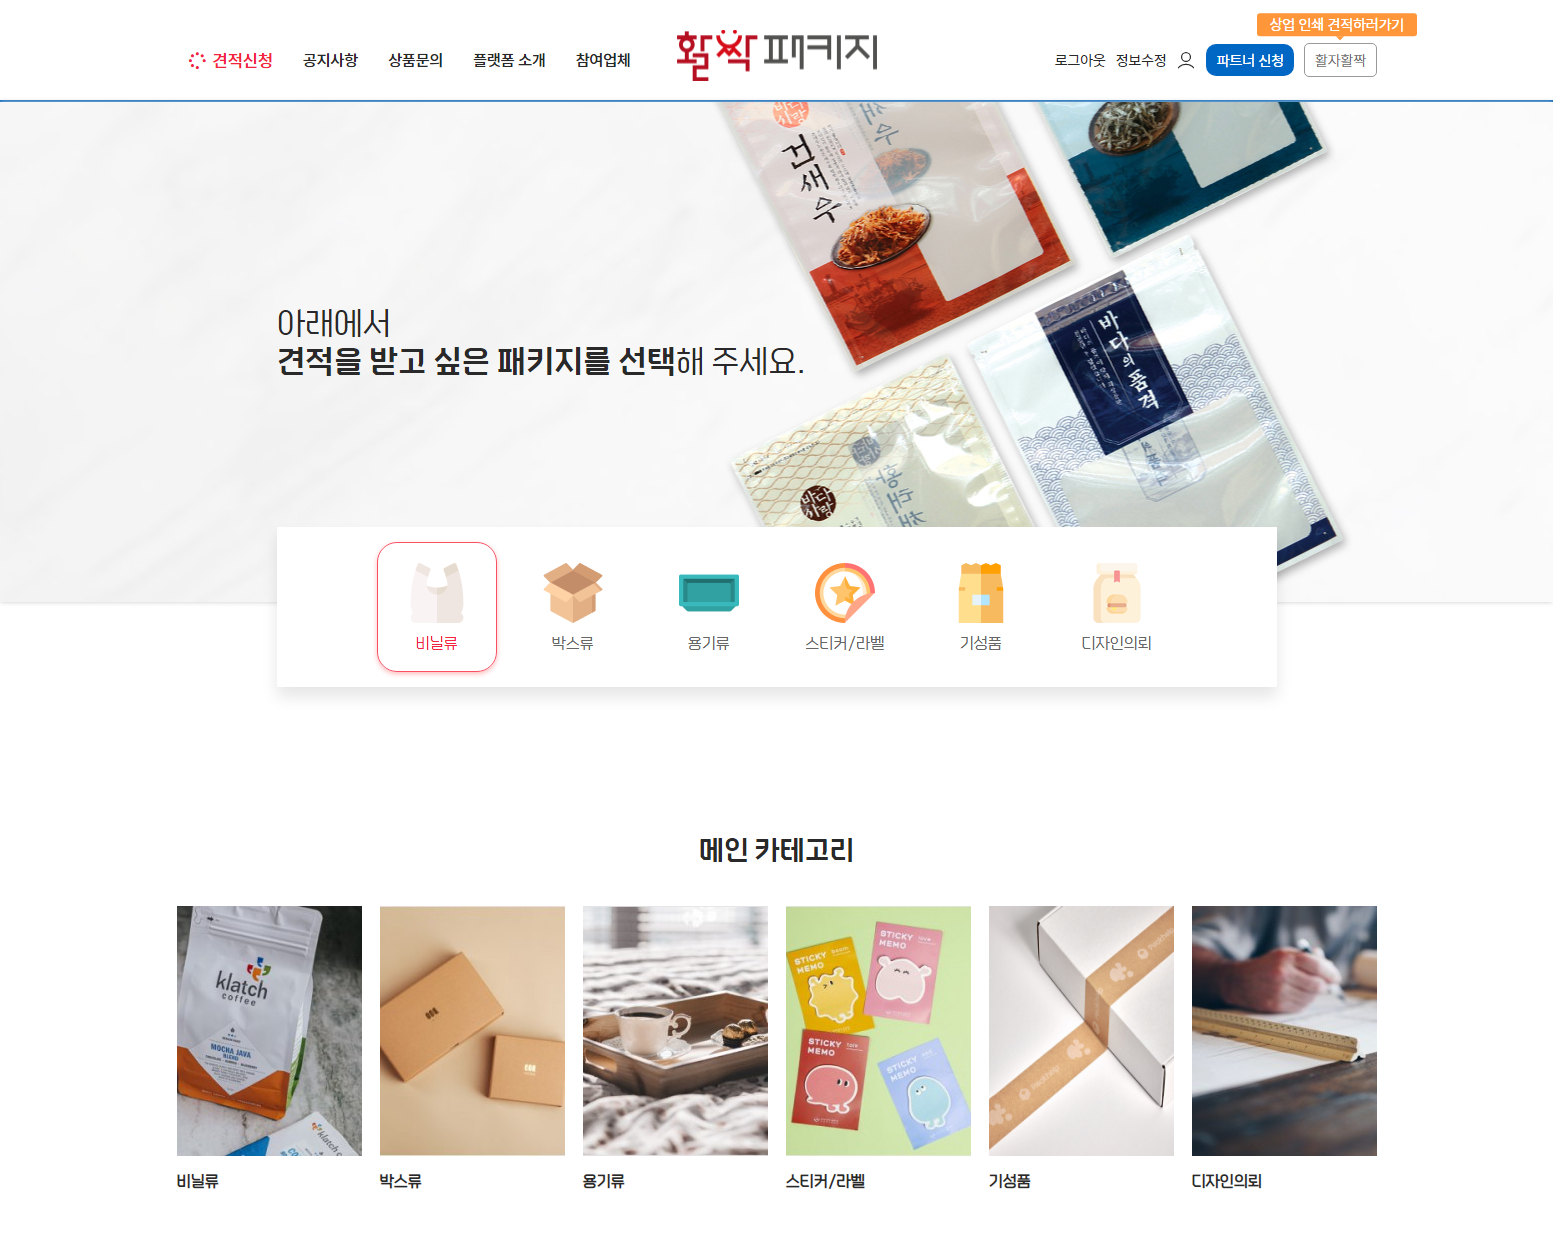 상업 인쇄 견적하러가기
견적신청 공지사항 상품문의 플랫폼 소개 참여업체 활짝 패키지 로그아웃 정보수정 파트너 신청 활자활짝
건새우
바다의 품격
바다사랑
아래에서
견적을 받고 싶은 패키지를 선택해 주세요.
비닐류 박스류 용기류 스티커/라벨 기성품 디자인의뢰
메인 카테고리
klatch
coffee
MOCHA JAVA
BLEND
STICKY
MEMO
STICKY
MEMO
STICKY
MEMO
STICKY
MEMO
비닐류 박스류 용기류 스티커/라벨 기성품 디자인의뢰